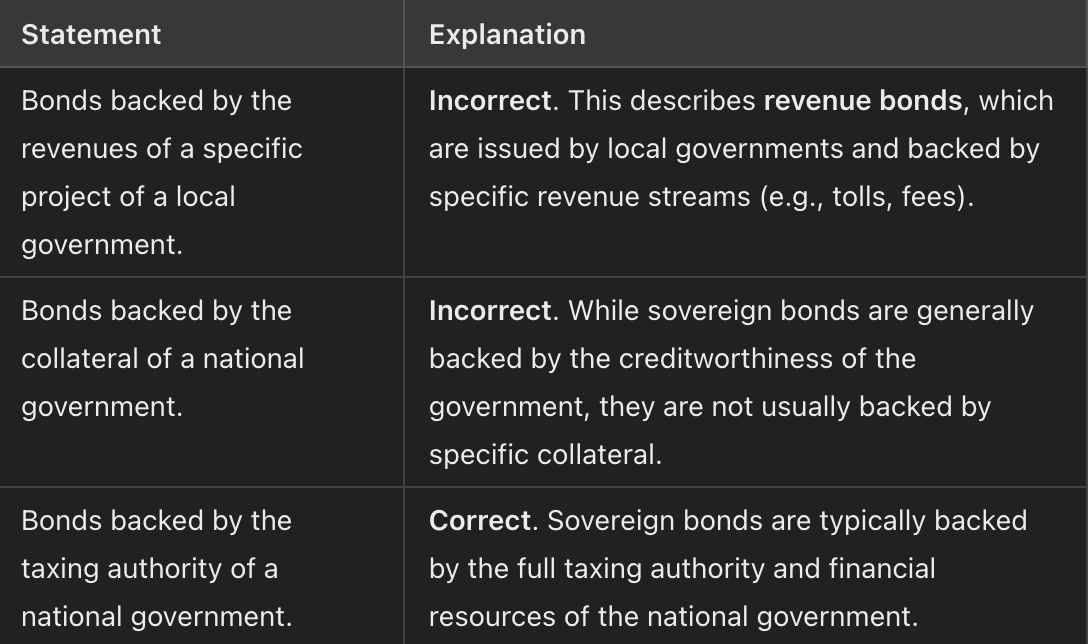 Statement
Explanation
Bonds backed by the
revenues of a specific
project of a local
government.
Incorrect. This describes revenue bonds, which
are issued by local governments and backed by
specific revenue streams (e.g., tolls, fees).
Bonds backed by the
collateral of a national
government.
Incorrect. While sovereign bonds are generally
backed by the creditworthiness of the
government, they are not usually backed by
specific collateral.
Bonds backed by the
taxing authority of a
national government.
Correct. Sovereign bonds are typically backed
by the full taxing authority and financial
resources of the national government.